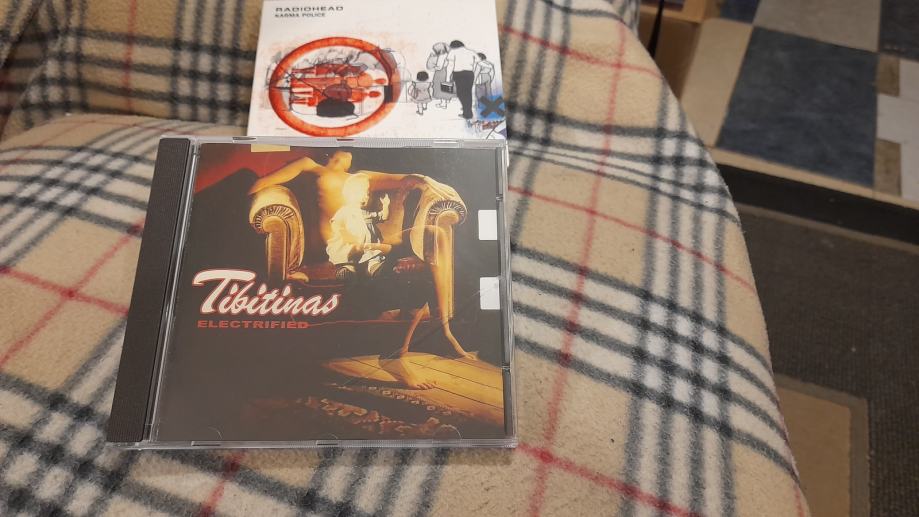 RADIOHEAD
KARMA POLICE
Tibitinas
ELECTRIFIED